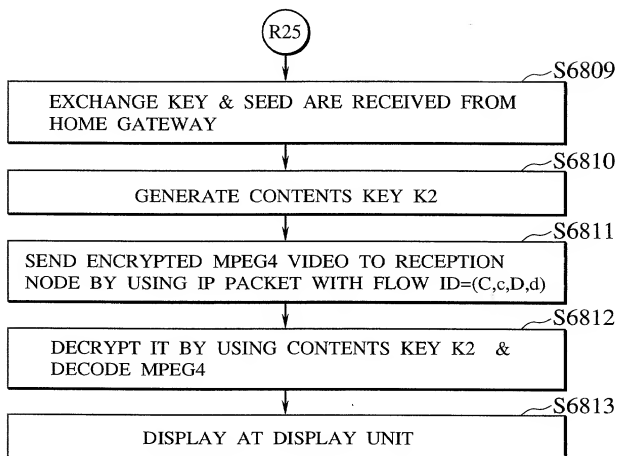 R25
S6809
EXCHANGE KEY & SEED ARE RECEIVED FROM
HOME GATEWAY
S6810
GENERATE CONTENTS KEY K2
S6811
SEND ENCRYPTED MPEG4 VIDEO TO RECEPTION
NODE BY USING IP PACKET WITH FLOW ID=(C,c,D,d)
S6812
DECRYPT IT BY USING CONTENTS KEY K2 &
DECODE MPEG4
S6813
DISPLAY AT DISPLAY UNIT